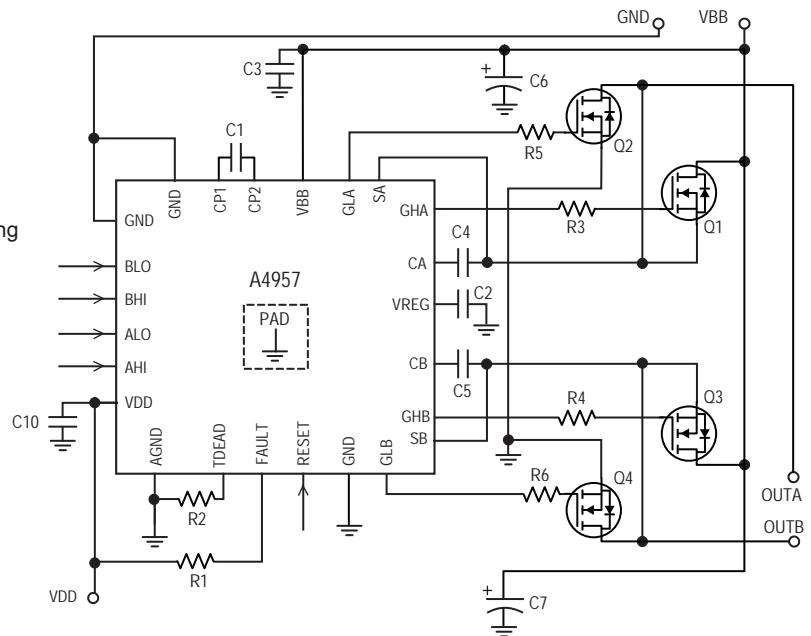 GND
VBB
C3
+
C6
C1
R5
Q2
GND
CP1
CP2
VBB
GLA
SA
GND
GHA
R3
Q1
ng
BLO
C4
CA
A4957
BHI
C2
VREG
PAD
ALO
AHI
CB
C5
Q3
VDD
R4
C10
GHB
SB
AGND
TDEAD
FAULT
RESET
GND
GLB
Q4
R6
OUTA
R2
OUTB
R1
VDD
+
C7